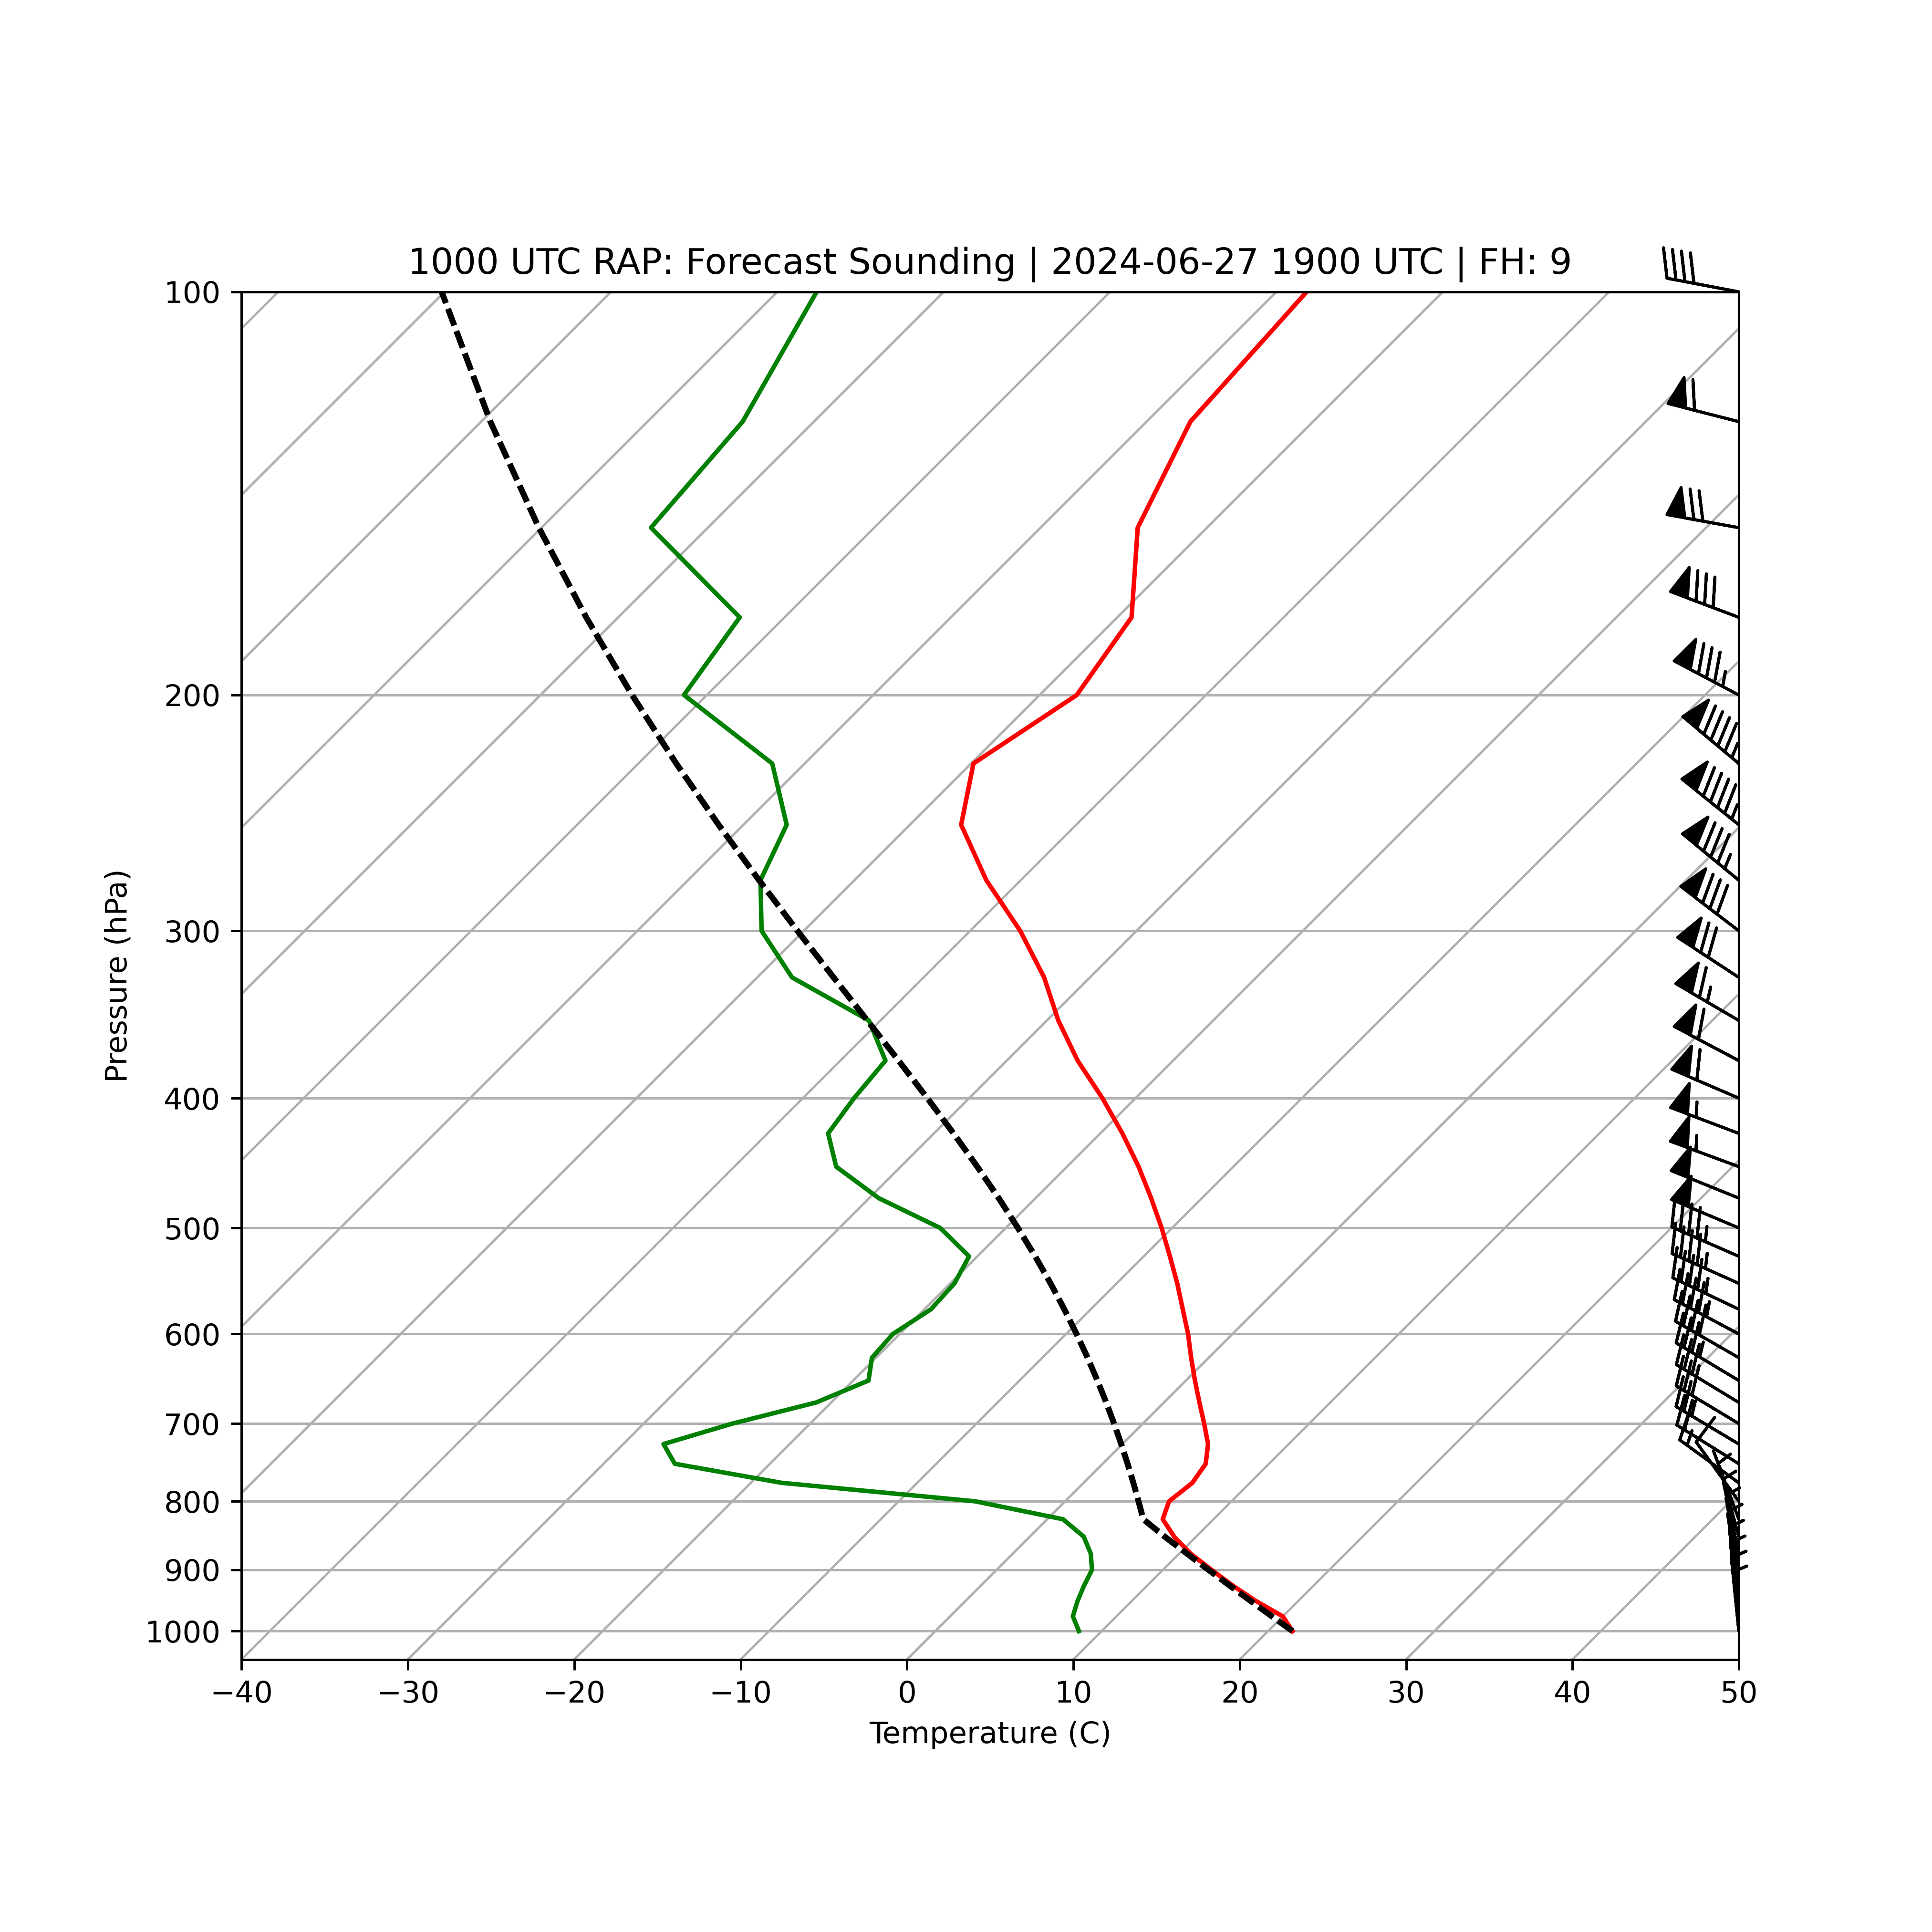 1000 UTC RAP: Forecast Sounding | 2024-06-27 1900 UTC | FH: 9
100
200
300
400
500
600
700
800
900
1000
Pressure (hPa)
−40 −30 −20 −10 0 10 20 30 40 50
Temperature (C)